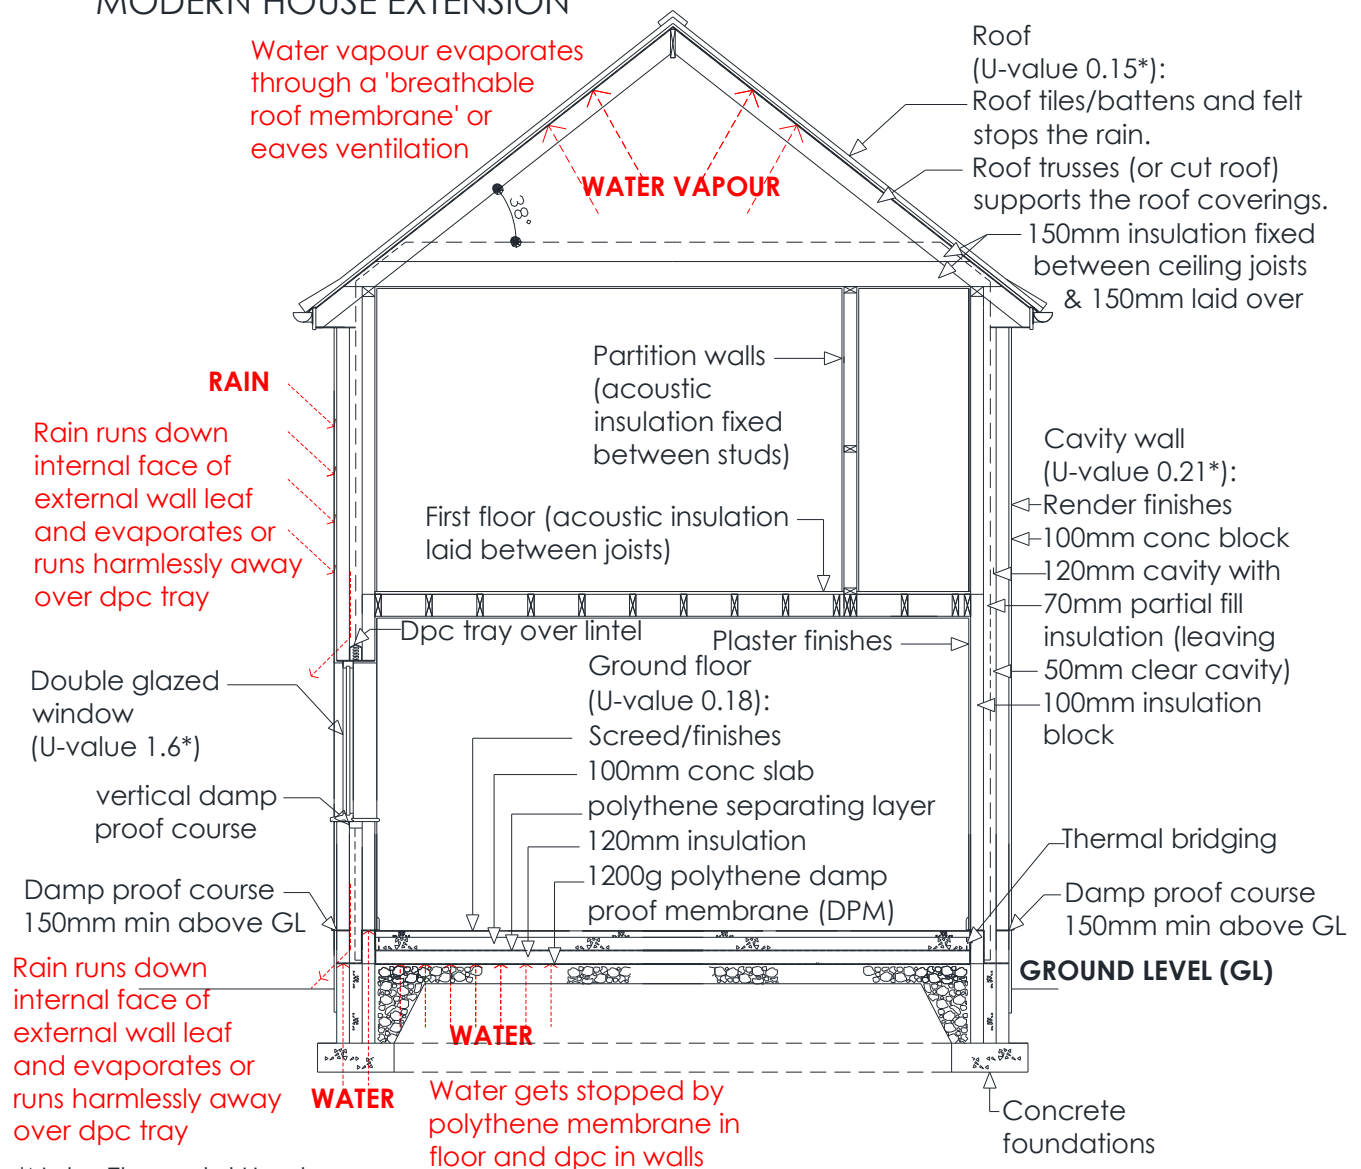 MODERN HOUSE EXTENSION
Water vapour evaporates
through a 'breathable
roof membrane' or
eaves ventilation
WATER VAPOUR
38°
Roof
(U-value 0.15*):
Roof tiles/battens and felt
stops the rain.
Roof trusses (or cut roof)
supports the roof coverings.
150mm insulation fixed
between ceiling joists
& 150mm laid over
RAIN
Rain runs down
internal face of
external wall leaf
and evaporates or
runs harmlessly away
over dpc tray
Partition walls
(acoustic
insulation fixed
between studs)
First floor (acoustic insulation
laid between joists)
Cavity wall
(U-value 0.21*):
Render finishes
100mm conc block
120mm cavity with
70mm partial fill
insulation (leaving
50mm clear cavity)
100mm insulation
block
Dpc tray over lintel
Plaster finishes
Double glazed
window
(U-value 1.6*)
Ground floor
(U-value 0.18):
Screed/finishes
100mm conc slab
polythene separating layer
120mm insulation
1200g polythene damp
proof membrane (DPM)
vertical damp
proof course
Thermal bridging
Damp proof course
150mm min above GL
Damp proof course
150mm min above GL
GROUND LEVEL (GL)
Rain runs down
internal face of
external wall leaf
and evaporates or
runs harmlessly away
over dpc tray
WATER
WATER
Water gets stopped by
polythene membrane in
floor and dpc in walls
Concrete
foundations